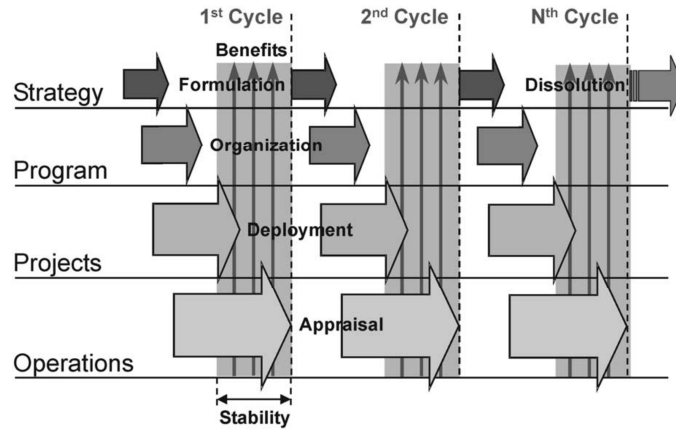 1st Cycle 2nd Cycle Nth Cycle
Benefits
Strategy Formulation Dissolution
Organization
Program
Deployment
Projects
Appraisal
Operations
Stability